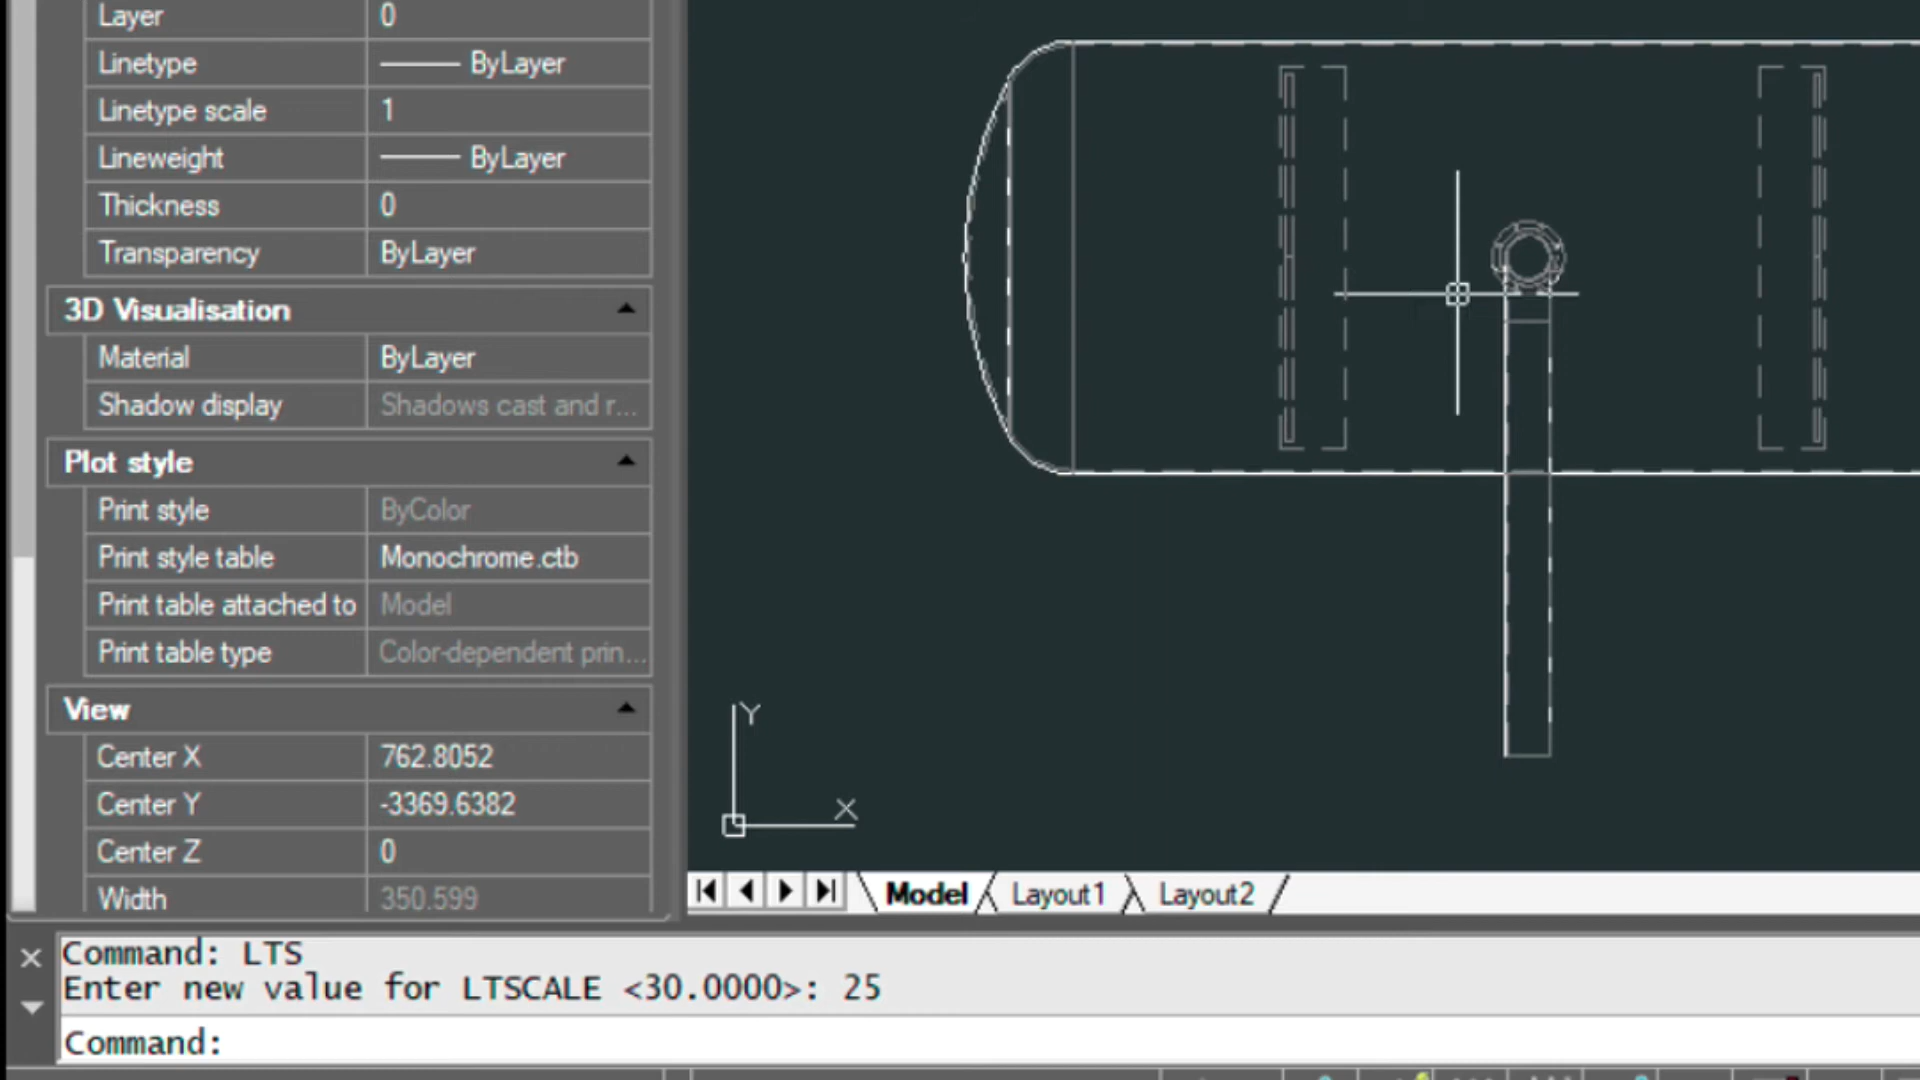 Layer 0
Linetype ByLayer
Linetype scale 1
Lineweight ByLayer
Thickness 0
Transparency ByLayer
3D Visualisation
Material ByLayer
Shadow display Shadows cast and r...
Plot style
Print style ByColor
Print style table Monochrome.ctb
Print table attached to Model
Print table type Color-dependent prin...
View
Center X 762.8052
Center Y -3369.6382
Center Z 0
Width 350.599
Y
X
Model Layout1 Layout2
Command: LTS
Enter new value for LTSCALE <30.0000>: 25
Command: